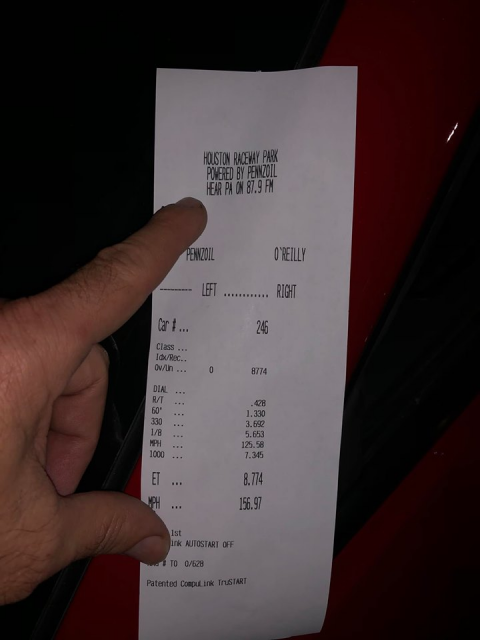 HOUSTON RACEWAY PARK
POWERED BY PENNZOIL
HEAR PA ON 87.9 FM
PENNZOIL O'REILLY
--------- LEFT ............ RIGHT
Car # ... 246
Class ...
Idx/Rec..
Ov/Un ... 0 8774
DIAL ...
R/T ... .428
60' ... 1.330
330 ... 3.692
1/8 ... 5.653
MPH ... 125.58
1000 ... 7.345
ET ... 8.774
MPH ... 156.97
1st
AUTOSTART OFF
# TO 0/628
Patented CompuLink TruSTART